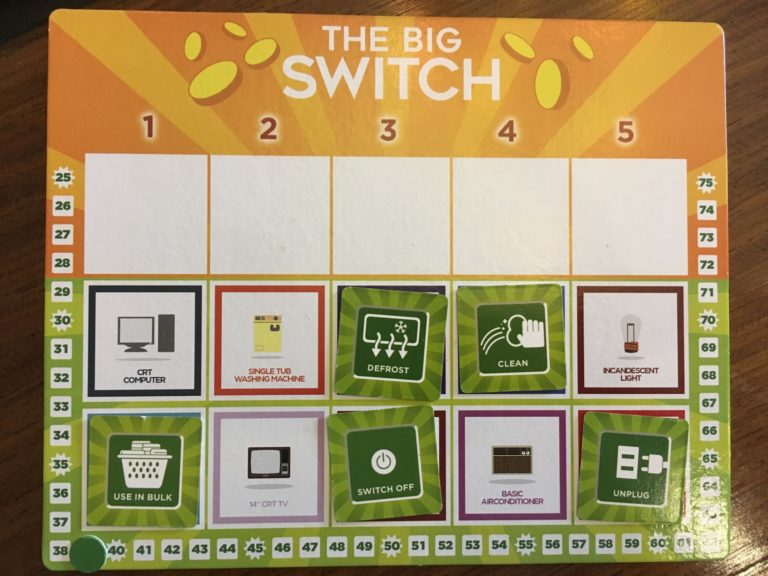 THE BIG
SWITCH
1 2 3 4 5
25 75
26 74
27 73
28 72
29 71
30 70
31 69
32 68
CRT
COMPUTER
SINGLE TUB
WASHING MACHINE
DEFROST
CLEAN
INCANDESCENT
LIGHT
33 67
34 66
35 65
36 64
37
USE IN BULK
14" CRT TV
SWITCH OFF
BASIC
AIRCONDITIONER
UNPLUG
38 40 41 42 43 44 45 46 47 48 49 50 51 52 53 54 55 56 57 58 59 60 61